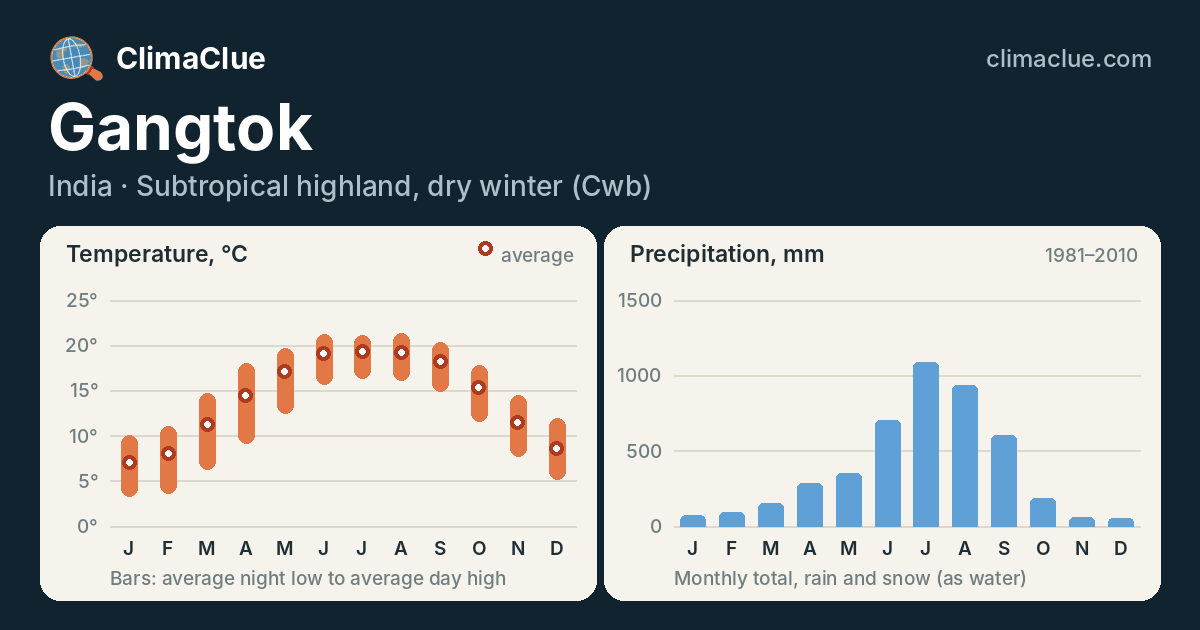 ClimaClue
climaclue.com
Gangtok
India · Subtropical highland, dry winter (Cwb)
Temperature, °C
average
25°
20°
15°
10°
5°
0°
J F M A M J J A S O N D
Bars: average night low to average day high
Precipitation, mm
1981–2010
1500
1000
500
0
J F M A M J J A S O N D
Monthly total, rain and snow (as water)